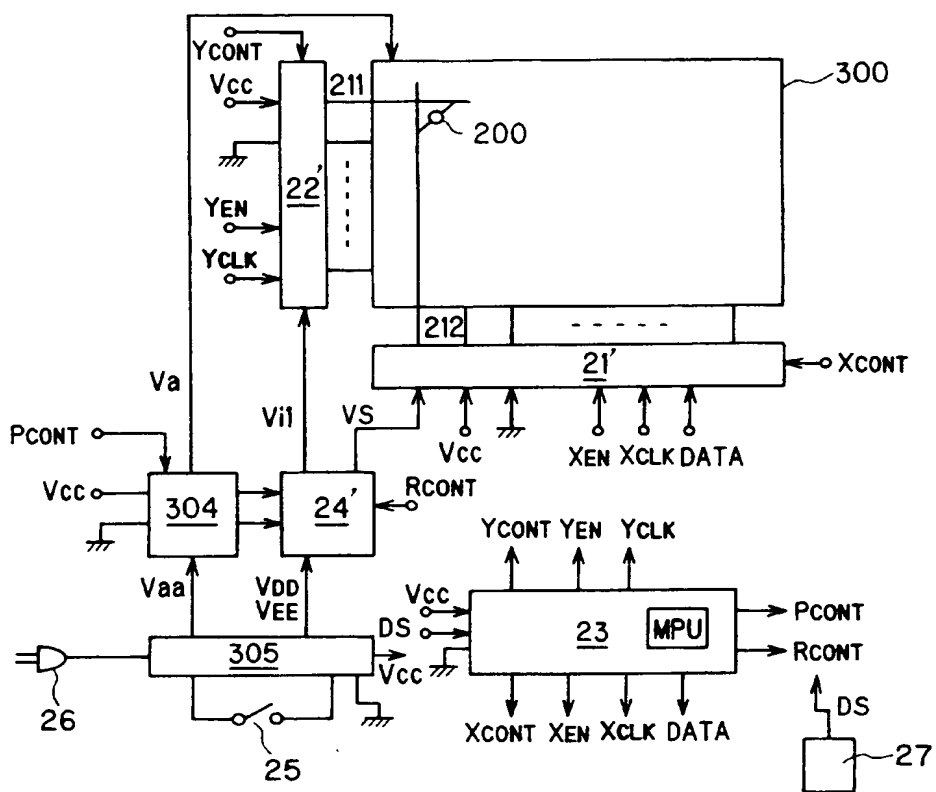 YCONT
VCC
211
300
200
22'
YEN
YCLK
212
21'
XCONT
Va
Vi1
VS
VCC
XEN XCLK DATA
PCONT
VCC
304
24'
RCONT
YCONT YEN YCLK
Vaa
VDD
VEE
VCC
DS
23
MPU
PCONT
RCONT
305
VCC
26
25
XCONT XEN XCLK DATA
DS
27